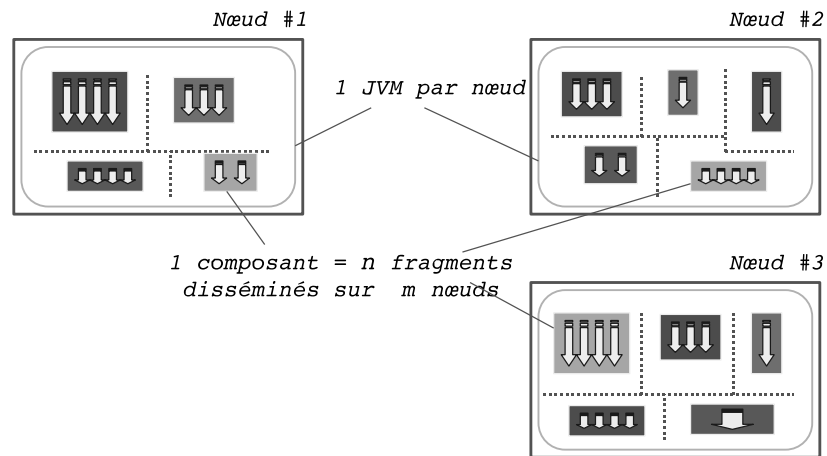 Nœud #1
Nœud #2
1 JVM par nœud
1 composant = n fragments
disséminés sur m nœuds
Nœud #3